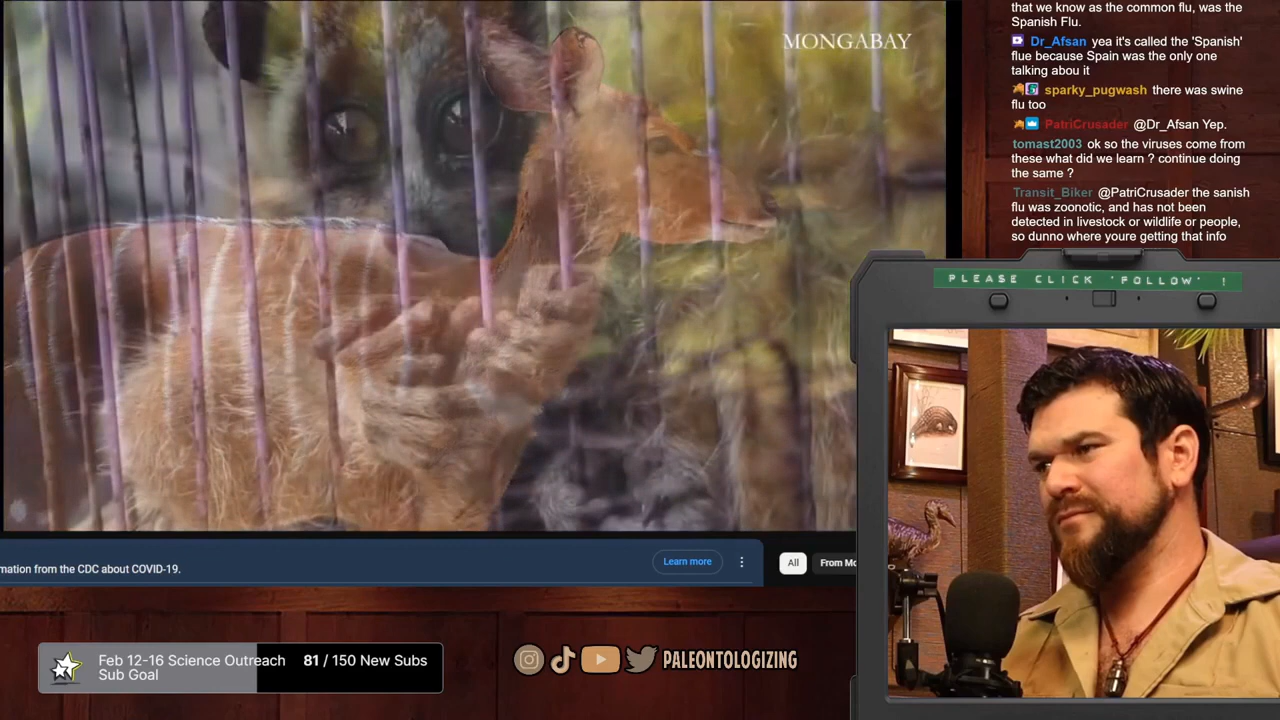 MONGABAY
that we know as the common flu, was the
Spanish Flu.
Dr_Afsan yea it's called the 'Spanish'
flue because Spain was the only one
talking abou it
sparky_pugwash there was swine
flu too
PatriCrusader @Dr_Afsan Yep.
tomast2003 ok so the viruses come from
these what did we learn ? continue doing
the same ?
Transit_Biker @PatriCrusader the sanish
flu was zoonotic, and has not been
detected in livestock or wildlife or people,
so dunno where youre getting that info
PLEASE CLICK 'FOLLOW' !
mation from the CDC about COVID-19.
Learn more
All
From Mo
Feb 12-16 Science Outreach
Sub Goal
81 / 150 New Subs
PALEONTOLOGIZING